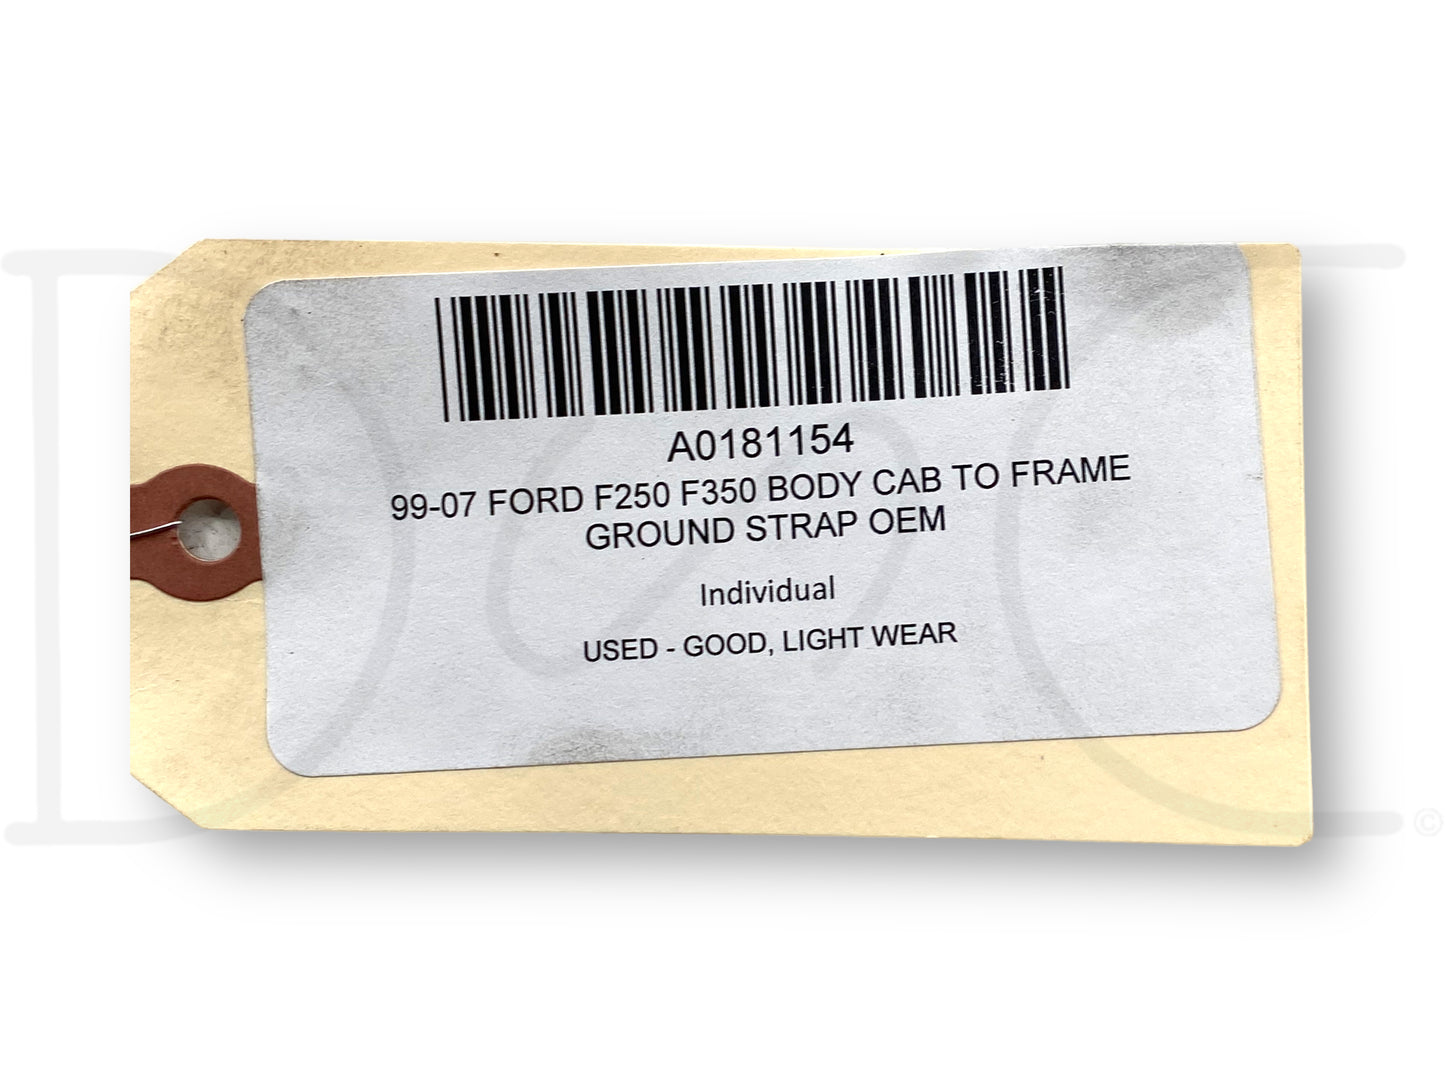 A0181154
99-07 FORD F250 F350 BODY CAB TO FRAME
GROUND STRAP OEM
Individual
USED - GOOD, LIGHT WEAR
©